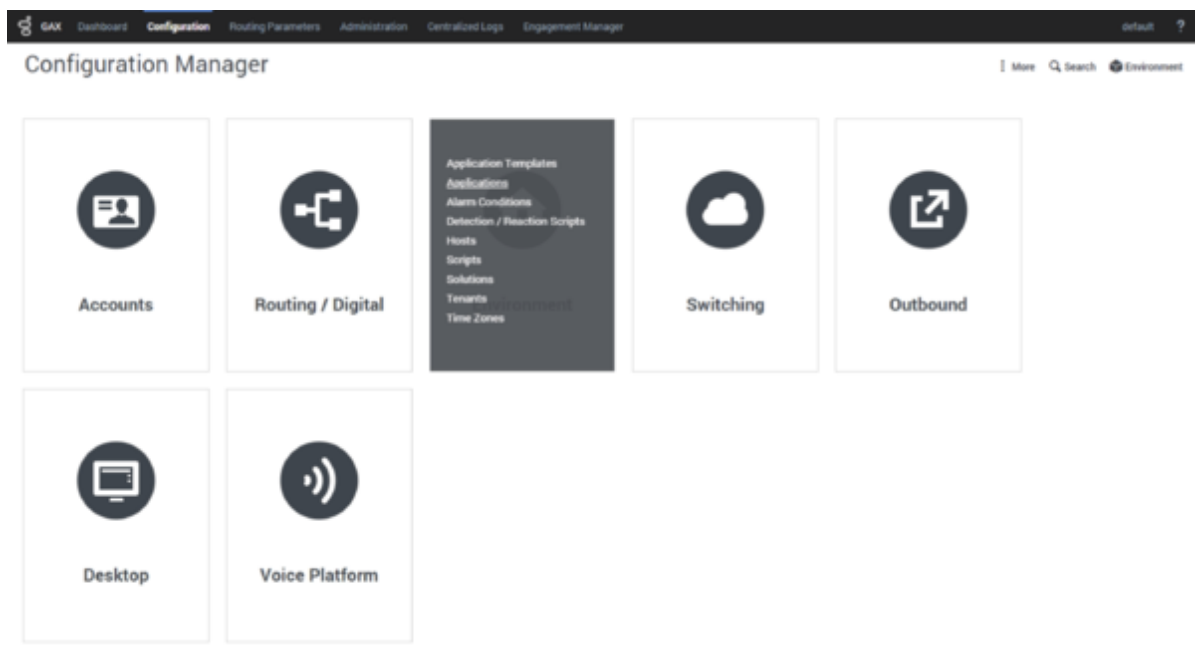 GAX Dashboard Configuration Routing Parameters Administration Centralized Logs Engagement Manager default ?
Configuration Manager
More Search Environment
Application Templates
Applications
Alarm Conditions
Detection / Reaction Scripts
Hosts
Scripts
Solutions
Tenants
Time Zones
Accounts Routing / Digital Environment Switching Outbound
Desktop Voice Platform